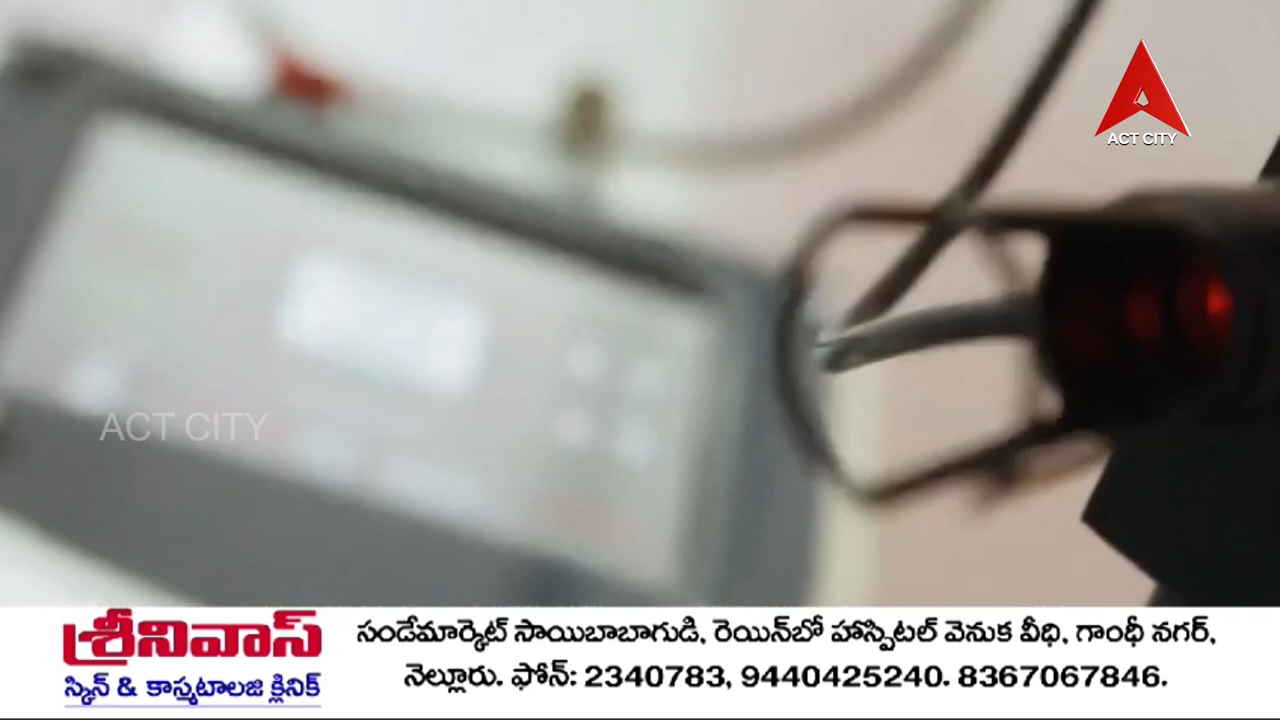 ACT CITY
ACT CITY
శ్రీనివాస్
స్కిన్ & కాస్మటాలజి క్లినిక్
సండేమార్కెట్ సాయిబాబాగుడి, రెయిన్‌బో హాస్పిటల్ వెనుక వీధి, గాంధీ నగర్,
నెల్లూరు. ఫోన్: 2340783, 9440425240. 8367067846.